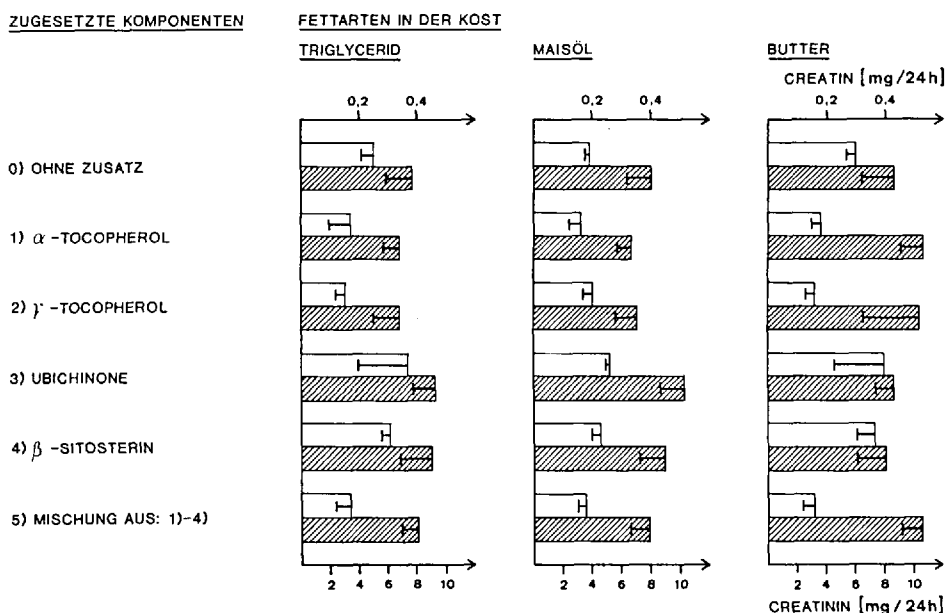 ZUGESETZTE KOMPONENTEN FETTARTEN IN DER KOST
TRIGLYCERID MAISÖL BUTTER
CREATIN [mg/24h]
0,2 0,4 0,2 0,4 0,2 0,4
0) OHNE ZUSATZ
1) α-TOCOPHEROL
2) γ-TOCOPHEROL
3) UBICHINONE
4) β-SITOSTERIN
5) MISCHUNG AUS: 1)-4)
2 4 6 8 10 2 4 6 8 10 2 4 6 8 10
CREATININ [mg/24h]